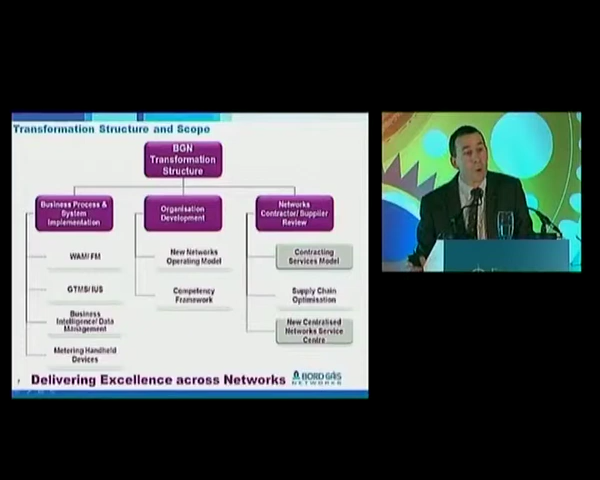 Transformation Structure and Scope
BGN
Transformation
Structure
Business Process &
System
Implementation
Organisation
Development
Networks
Contractor/Supplier
Review
WAM/FM
New Networks
Operating Model
Contracting
Services Model
GTMS/IUS
Competency
Framework
Supply Chain
Optimisation
Business
Intelligence/Data
Management
New Centralised
Networks Service
Centre
Metering Handheld
Devices
Delivering Excellence across Networks
BORD GÁIS
NETWORKS